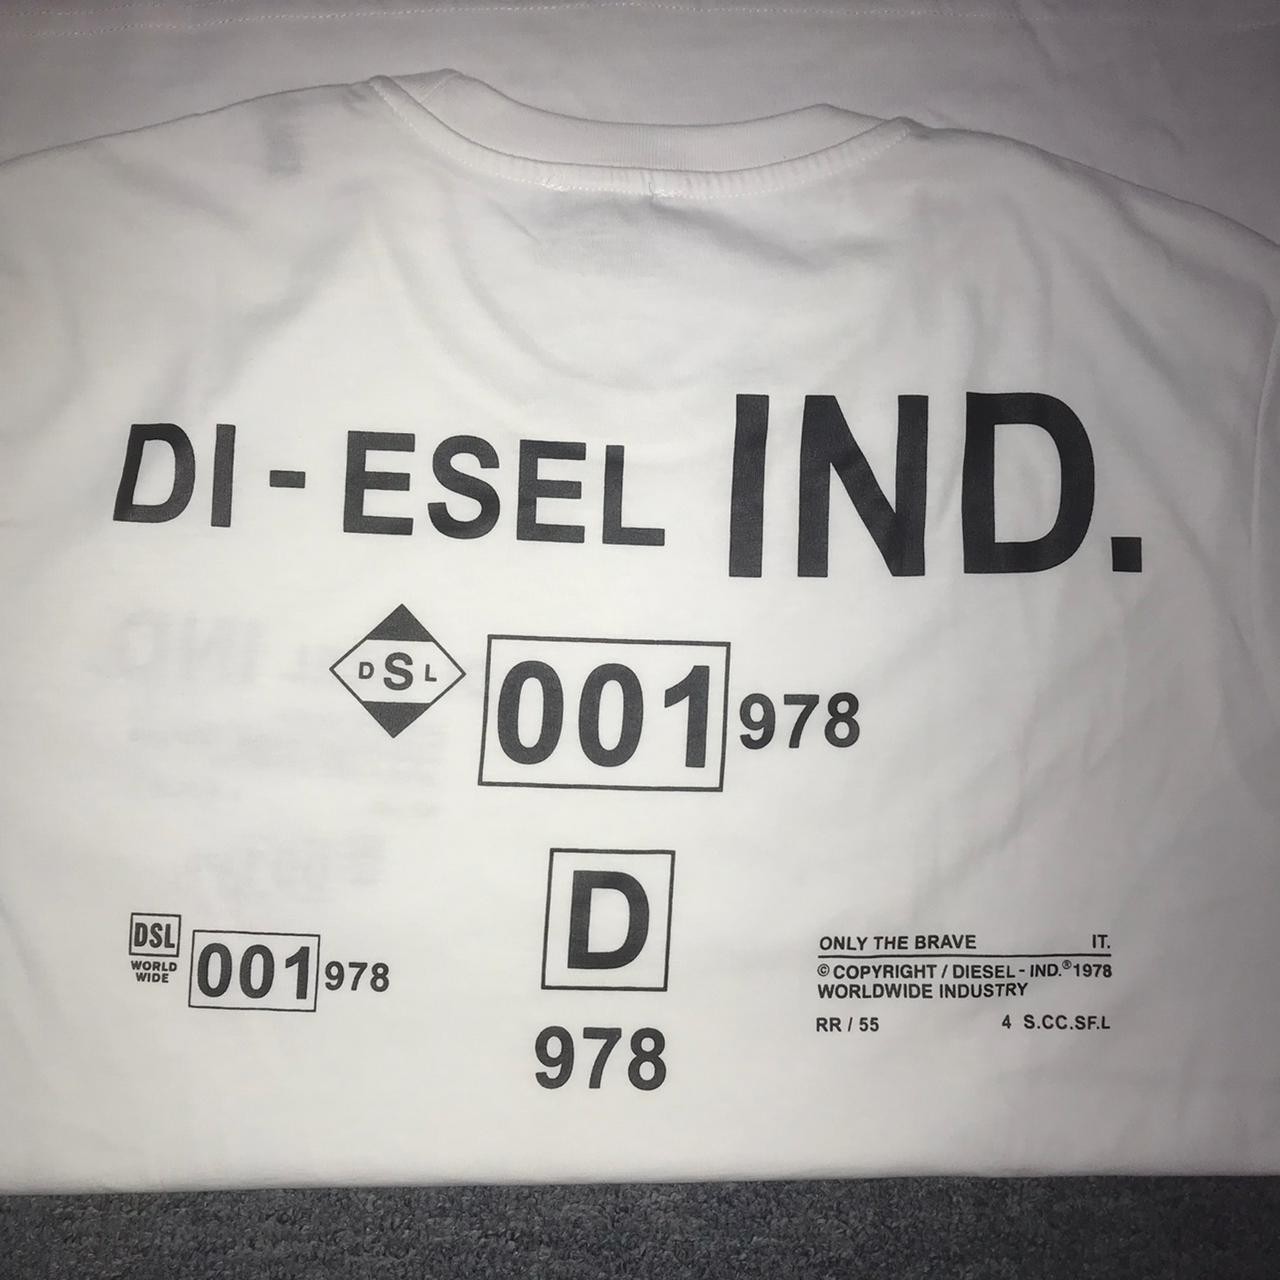 DI - ESEL IND.
D S L
001 978
D
978
DSL
WORLD
WIDE
001 978
ONLY THE BRAVE IT.
© COPYRIGHT / DIESEL - IND.® 1978
WORLDWIDE INDUSTRY
RR / 55 4 S.CC.SF.L